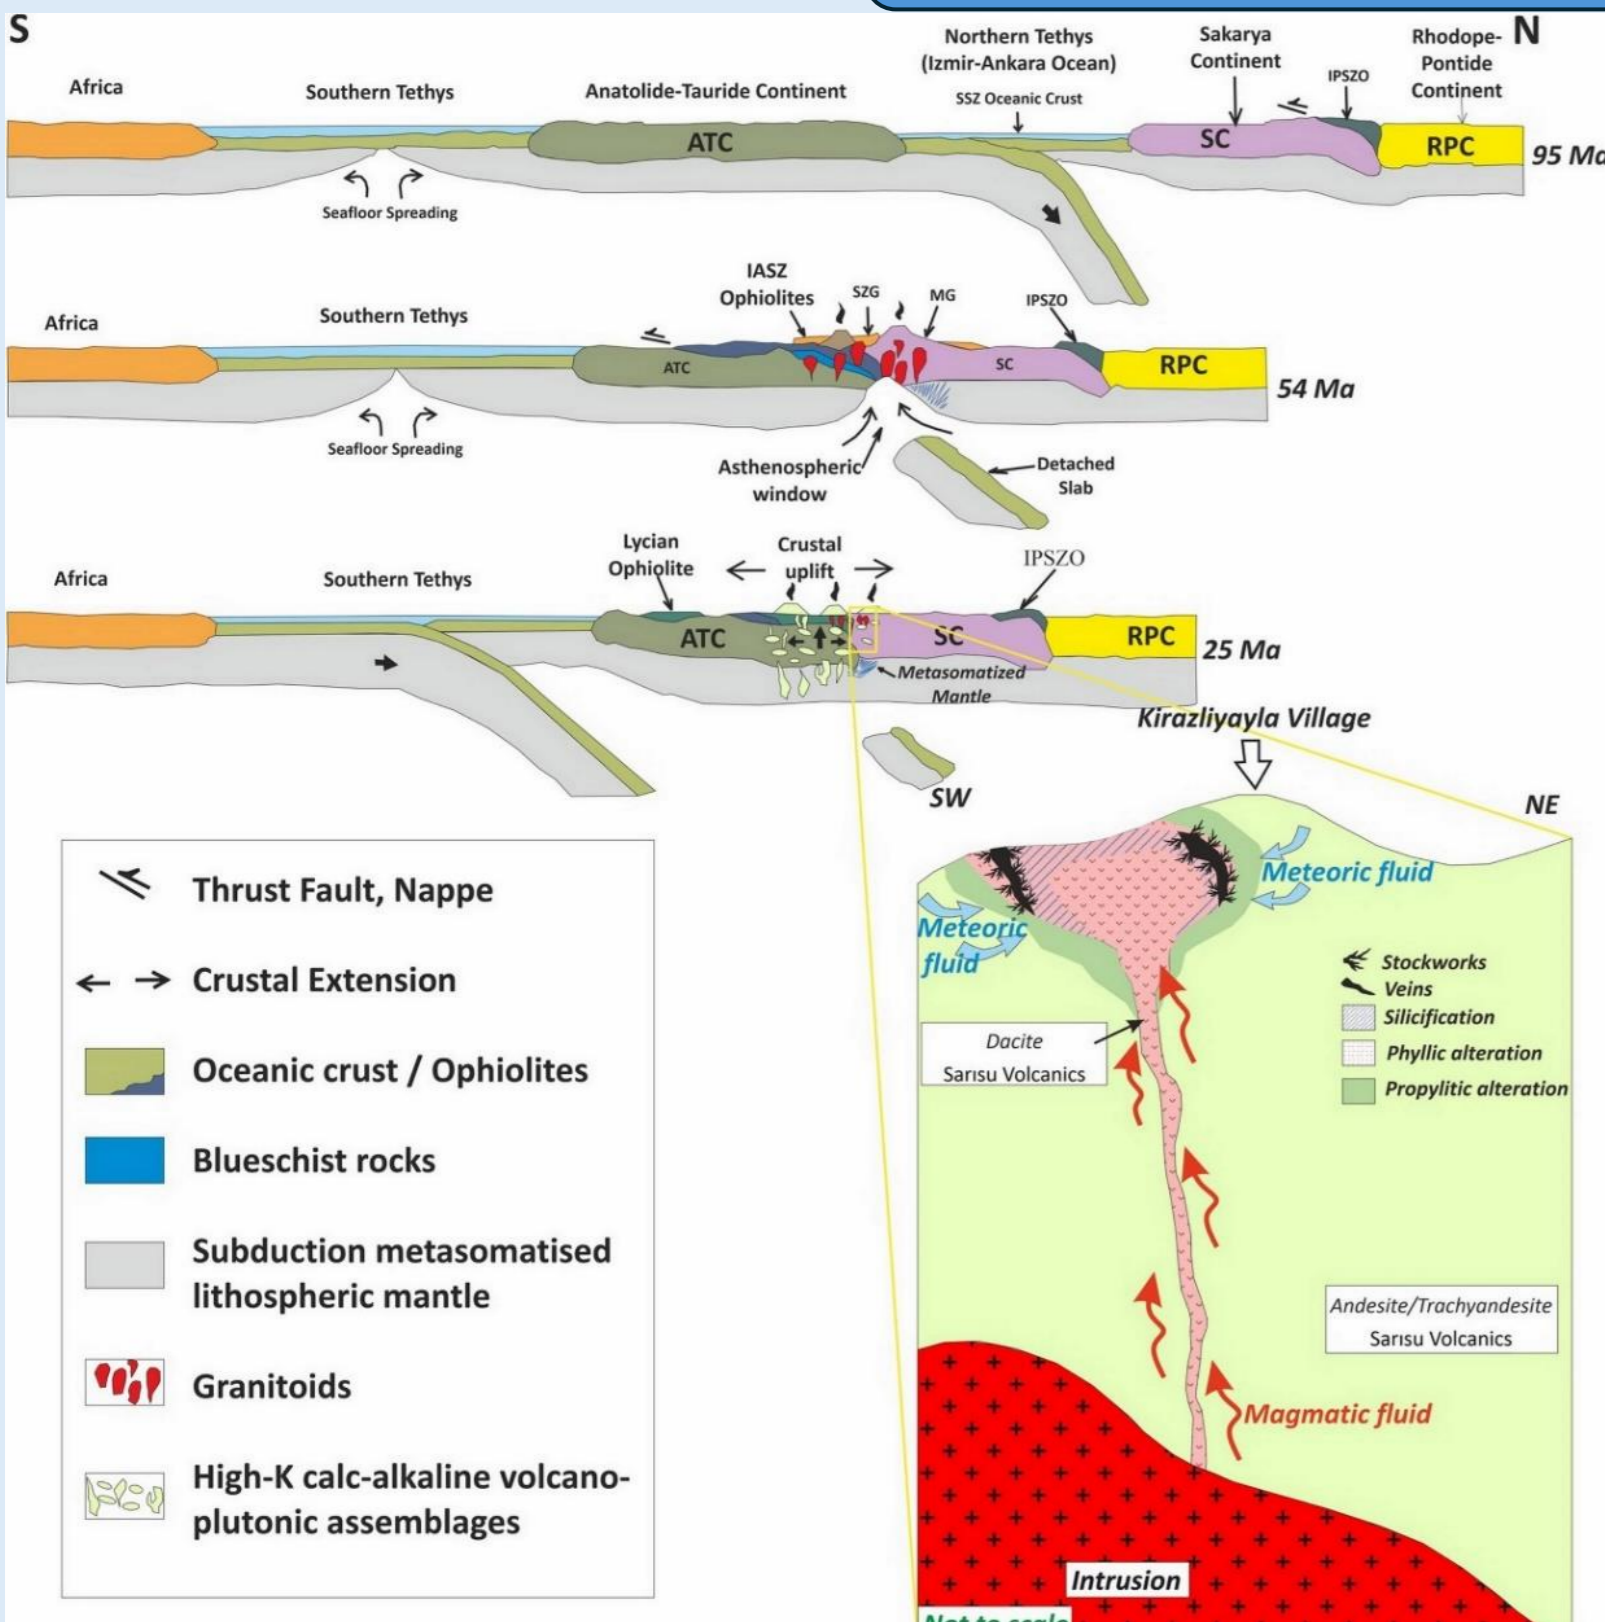 S
N
Africa
Southern Tethys
Anatolide-Tauride Continent
Northern Tethys
(Izmir-Ankara Ocean)
SSZ Oceanic Crust
Sakarya
Continent
IPSZO
Rhodope-
Pontide
Continent
ATC
SC
RPC
95 Ma
Seafloor Spreading
Africa
Southern Tethys
IASZ
Ophiolites
SZG
MG
IPSZO
ATC
SC
RPC
54 Ma
Seafloor Spreading
Asthenospheric
window
Detached
Slab
Africa
Southern Tethys
Lycian
Ophiolite
Crustal
uplift
IPSZO
ATC
SC
RPC
25 Ma
Metasomatized
Mantle
Kirazliyayla Village
SW
NE
Thrust Fault, Nappe
Crustal Extension
Oceanic crust / Ophiolites
Blueschist rocks
Subduction metasomatised
lithospheric mantle
Granitoids
High-K calc-alkaline volcano-
plutonic assemblages
Meteoric fluid
Meteoric
fluid
Stockworks
Veins
Silicification
Phyllic alteration
Propylitic alteration
Dacite
Sarısu Volcanics
Andesite/Trachyandesite
Sarısu Volcanics
Magmatic fluid
Intrusion
Not to scale